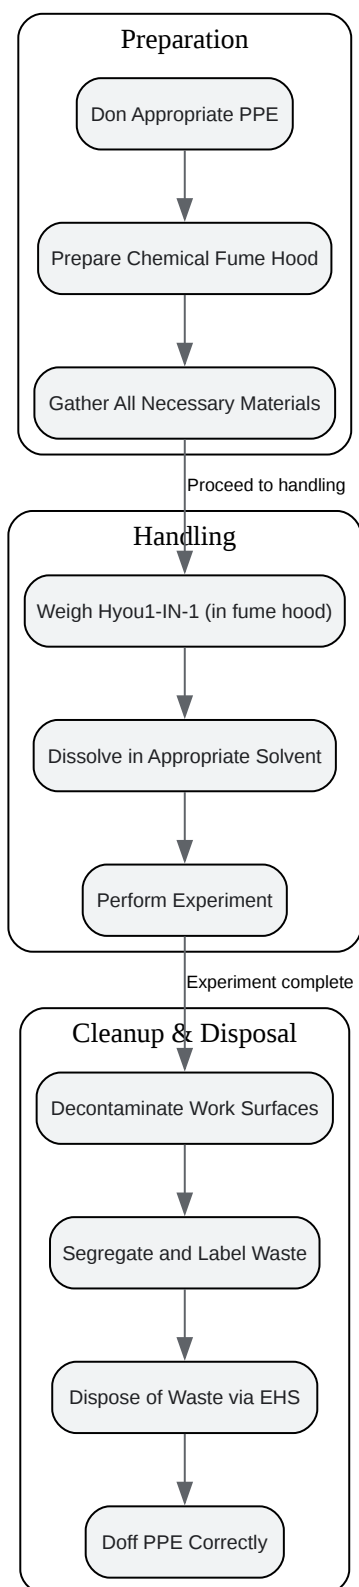 Preparation
Don Appropriate PPE
Prepare Chemical Fume Hood
Gather All Necessary Materials
Proceed to handling
Handling
Weigh Hyou1-IN-1 (in fume hood)
Dissolve in Appropriate Solvent
Perform Experiment
Experiment complete
Cleanup & Disposal
Decontaminate Work Surfaces
Segregate and Label Waste
Dispose of Waste via EHS
Doff PPE Correctly